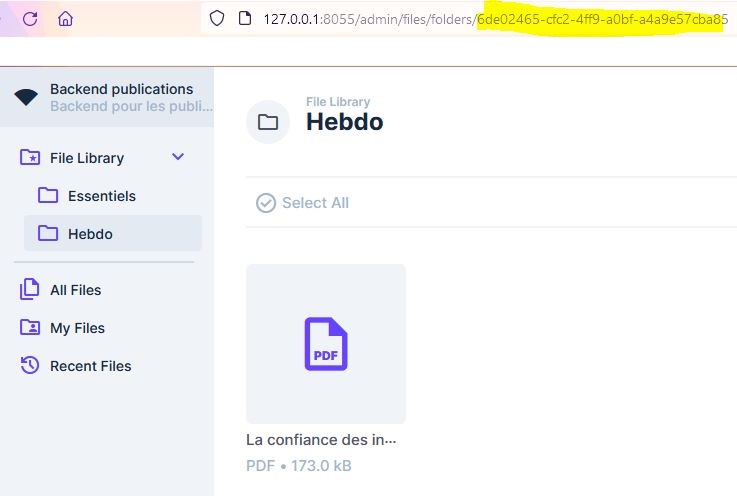 127.0.0.1:8055/admin/files/folders/6de02465-cfc2-4ff9-a0bf-a4a9e57cba85
Backend publications
Backend pour les publi...
File Library
Essentiels
Hebdo
All Files
My Files
Recent Files
File Library
Hebdo
Select All
PDF
La confiance des in...
PDF • 173.0 kB